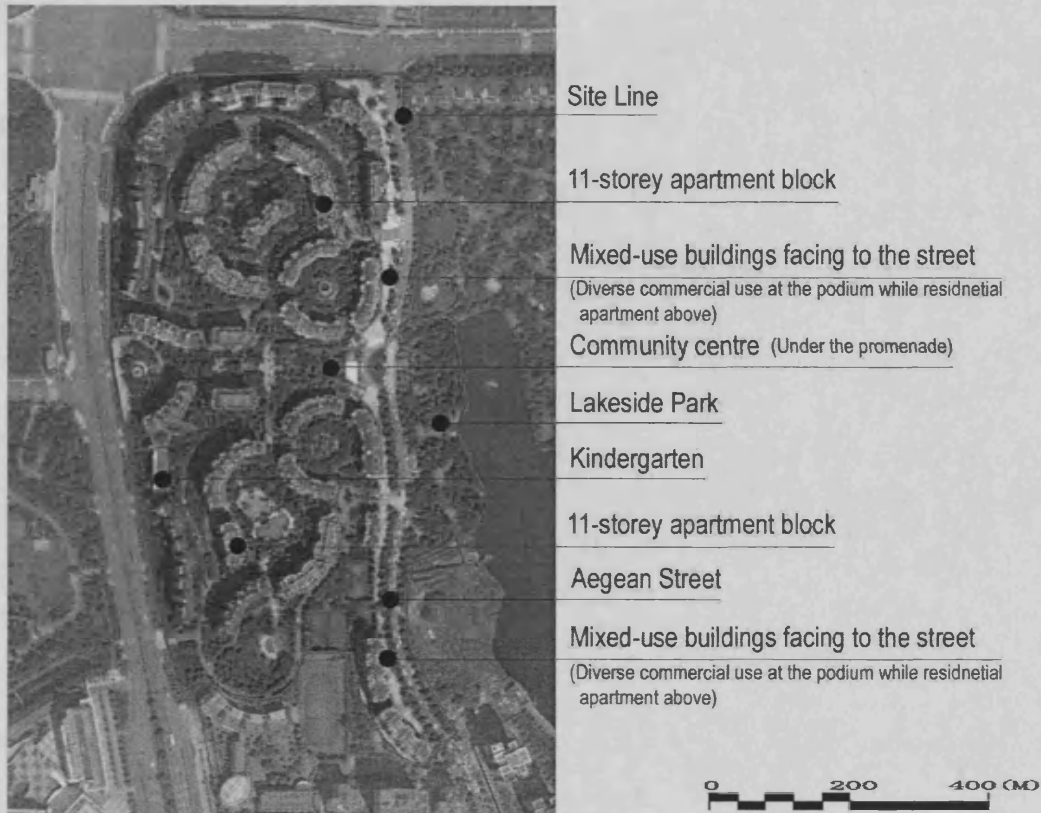 Site Line
11-storey apartment block
Mixed-use buildings facing to the street
(Diverse commercial use at the podium while residnetial
apartment above)
Community centre (Under the promenade)
Lakeside Park
Kindergarten
11-storey apartment block
Aegean Street
Mixed-use buildings facing to the street
(Diverse commercial use at the podium while residnetial
apartment above)
0 200 400 (M)